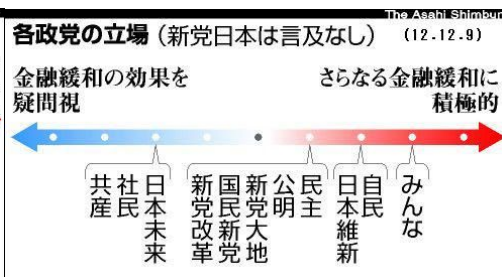 The Asahi Shimbun
各政党の立場（新党日本は言及なし）
(12.12.9)
金融緩和の効果を
疑問視
さらなる金融緩和に
積極的
共産
社民
日本未来
新党改革
国民新党
新党大地
公明
民主
日本維新
自民
みんな